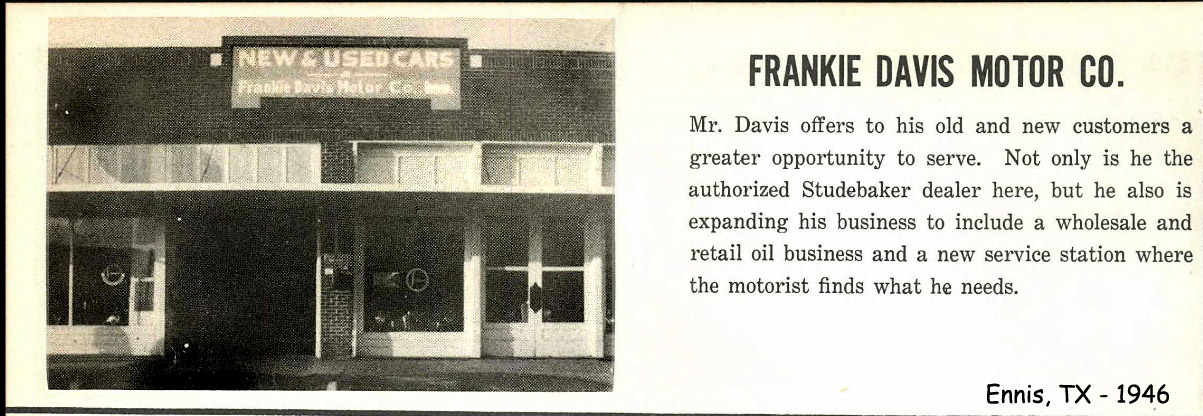 NEW & USED CARS
Frankie Davis Motor Co.
FRANKIE DAVIS MOTOR CO.
Mr. Davis offers to his old and new customers a
greater opportunity to serve. Not only is he the
authorized Studebaker dealer here, but he also is
expanding his business to include a wholesale and
retail oil business and a new service station where
the motorist finds what he needs.
Ennis, TX - 1946